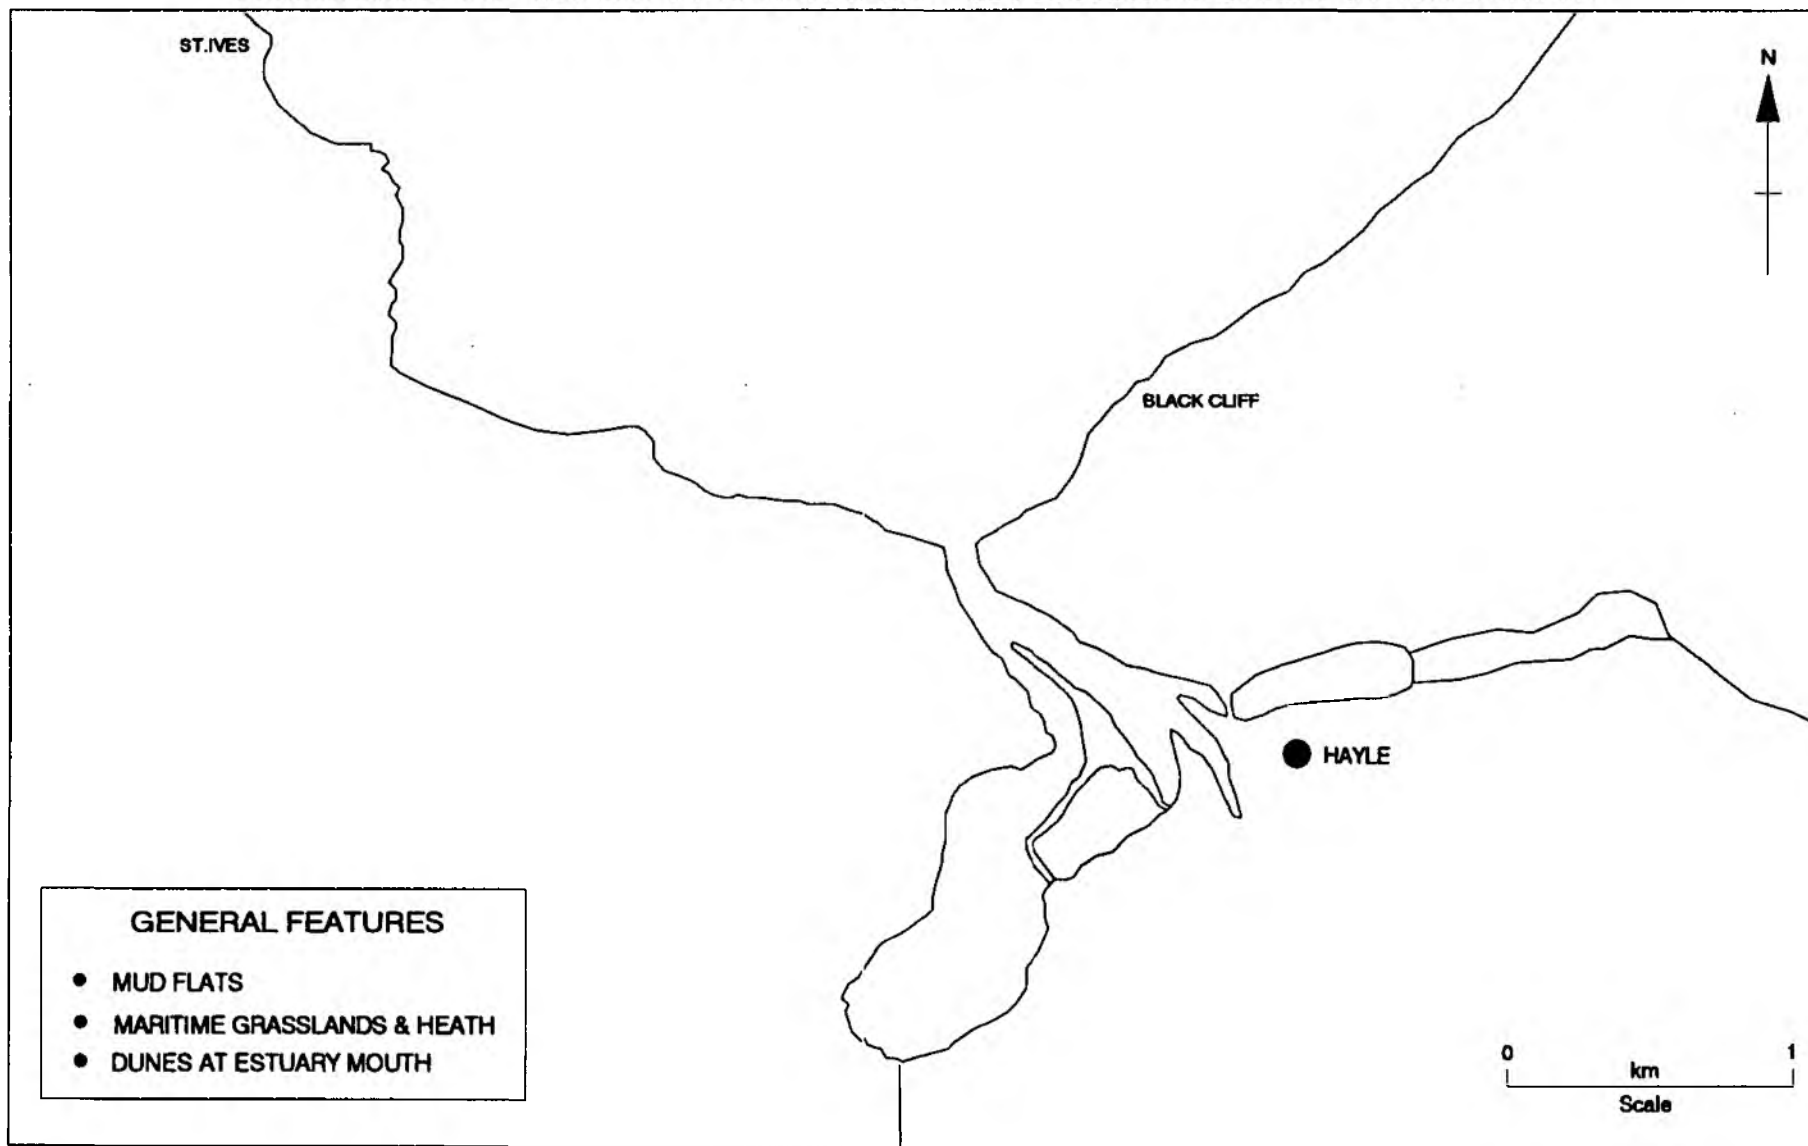 ST.IVES
N
BLACK CLIFF
HAYLE
GENERAL FEATURES
● MUD FLATS
● MARITIME GRASSLANDS & HEATH
● DUNES AT ESTUARY MOUTH
0 1
km
Scale